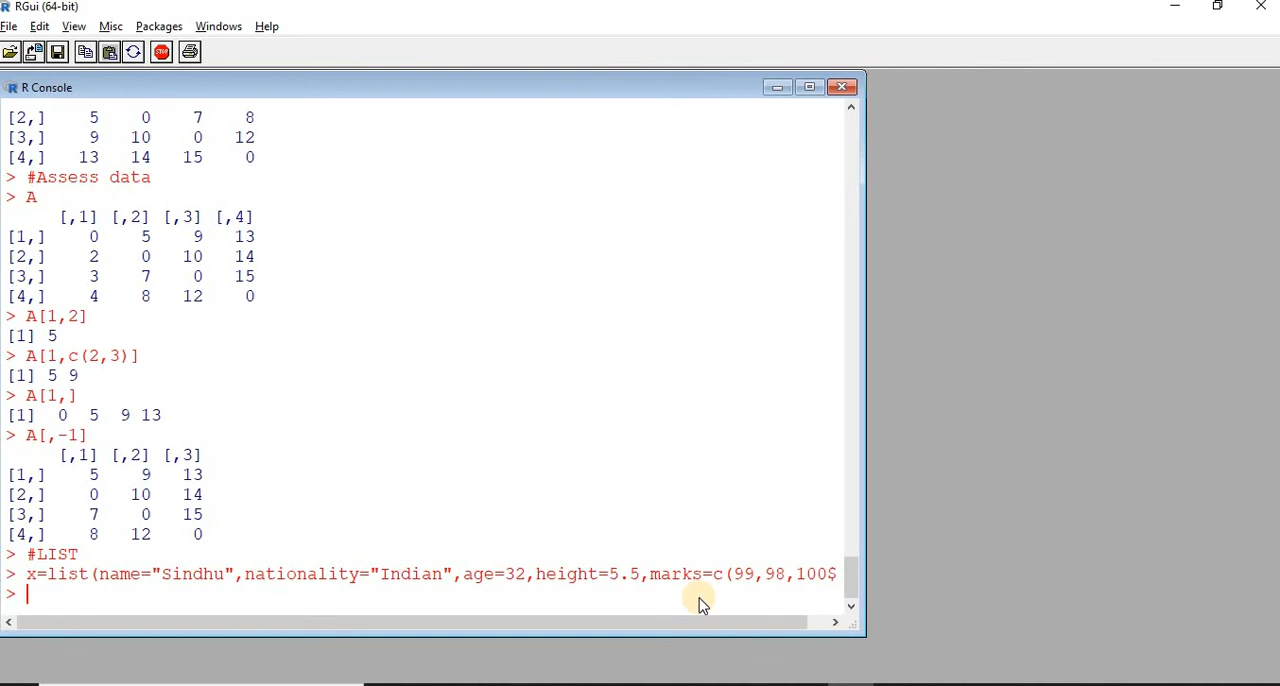 RGui (64-bit)
File Edit View Misc Packages Windows Help
STOP
R Console
[2,] 5 0 7 8
[3,] 9 10 0 12
[4,] 13 14 15 0
> #Assess data
> A
[,1] [,2] [,3] [,4]
[1,] 0 5 9 13
[2,] 2 0 10 14
[3,] 3 7 0 15
[4,] 4 8 12 0
> A[1,2]
[1] 5
> A[1,c(2,3)]
[1] 5 9
> A[1,]
[1] 0 5 9 13
> A[,-1]
[,1] [,2] [,3]
[1,] 5 9 13
[2,] 0 10 14
[3,] 7 0 15
[4,] 8 12 0
> #LIST
> x=list(name="Sindhu",nationality="Indian",age=32,height=5.5,marks=c(99,98,100$
>